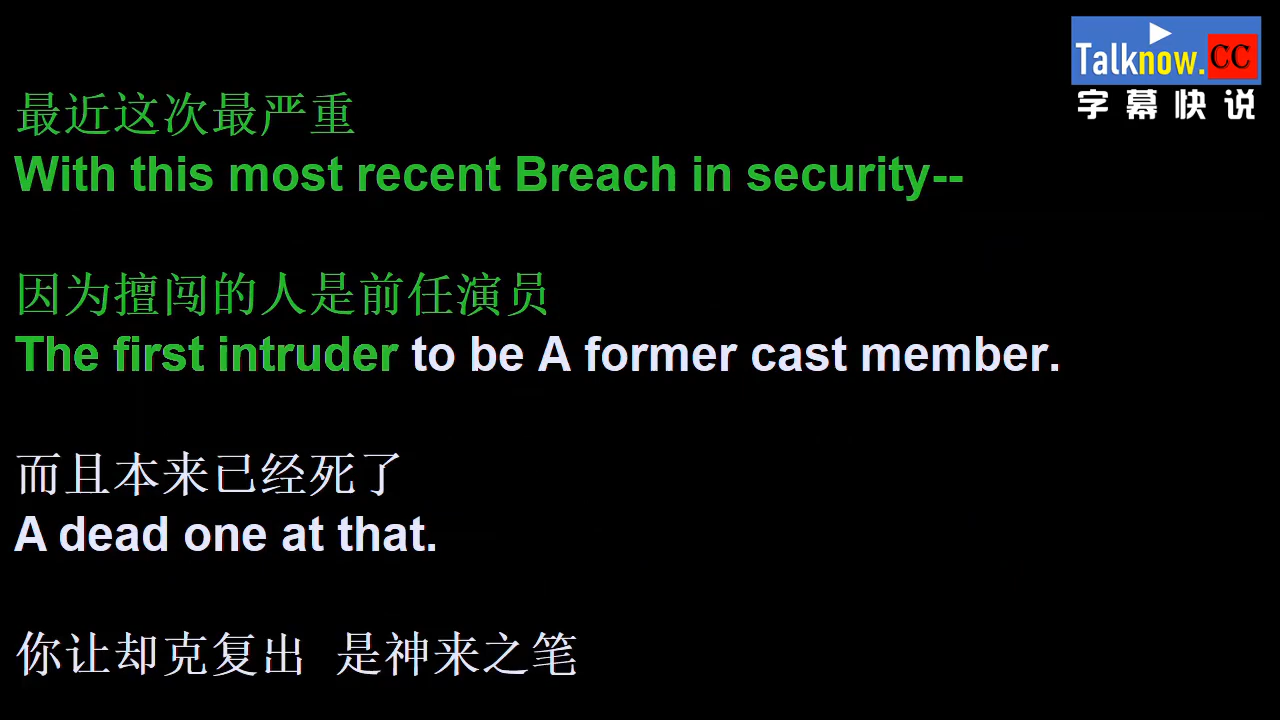 Talknow.CC
字幕快说
最近这次最严重
With this most recent Breach in security--
因为擅闯的人是前任演员
The first intruder to be A former cast member.
而且本来已经死了
A dead one at that.
你让却克复出 是神来之笔